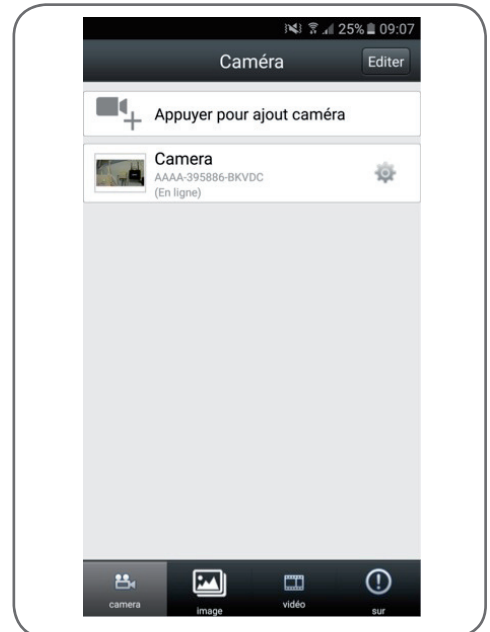 25% 09:07
Caméra
Editer
Appuyer pour ajout caméra
Camera
AAAA-395886-BKVDC
(En ligne)
camera
image
vidéo
sur